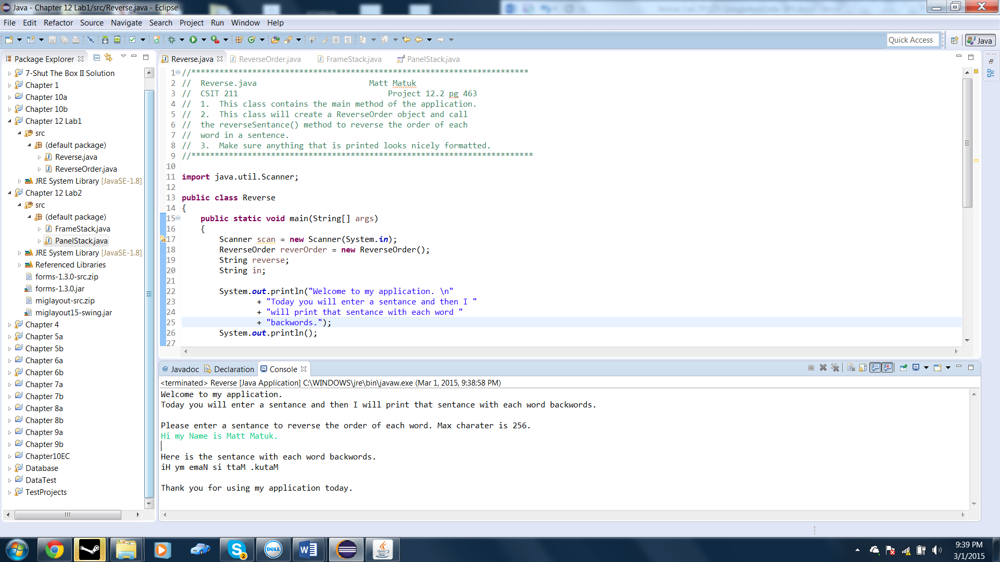 Java - Chapter 12 Lab1/src/Reverse.java - Eclipse
File Edit Refactor Source Navigate Search Project Run Window Help
Quick Access
Java
Package Explorer
7-Shut The Box II Solution
Chapter 1
Chapter 10a
Chapter 10b
Chapter 12 Lab1
src
(default package)
Reverse.java
ReverseOrder.java
JRE System Library [JavaSE-1.8]
Chapter 12 Lab2
src
(default package)
FrameStack.java
PanelStack.java
JRE System Library [JavaSE-1.8]
Referenced Libraries
forms-1.3.0-src.zip
forms-1.3.0.jar
miglayout-src.zip
miglayout15-swing.jar
Chapter 4
Chapter 5a
Chapter 5b
Chapter 6a
Chapter 6b
Chapter 7a
Chapter 7b
Chapter 8a
Chapter 8b
Chapter 9a
Chapter 9b
Chapter10EC
Database
DataTest
TestProjects
Reverse.java ReverseOrder.java FrameStack.java PanelStack.java
1 //************************************************************************
2 //  Reverse.java                        Matt Matuk
3 //  CSIT 211                                Project 12.2 pg 463
4 //  1.  This class contains the main method of the application.
5 //  2.  This class will create a ReverseOrder object and call
6 //  the reverseSentance() method to reverse the order of each
7 //  word in a sentence.
8 //  3.  Make sure anything that is printed looks nicely formatted.
9 //*************************************************************************
10
11 import java.util.Scanner;
12
13 public class Reverse
14 {
15     public static void main(String[] args)
16     {
17         Scanner scan = new Scanner(System.in);
18         ReverseOrder reverOrder = new ReverseOrder();
19         String reverse;
20         String in;
21
22         System.out.println("Welcome to my application. \n"
23                 + "Today you will enter a sentance and then I "
24                 + "will print that sentance with each word "
25                 + "backwords.");
26         System.out.println();
27
@ Javadoc Declaration Console
<terminated> Reverse [Java Application] C:\WINDOWS\jre\bin\javaw.exe (Mar 1, 2015, 9:38:58 PM)
Welcome to my application.
Today you will enter a sentance and then I will print that sentance with each word backwords.
Please enter a sentance to reverse the order of each word. Max charater is 256.
Hi my Name is Matt Matuk.
Here is the sentance with each word backwords.
iH ym emaN si ttaM .kutaM
Thank you for using my application today.
2
DELL
9:39 PM
3/1/2015